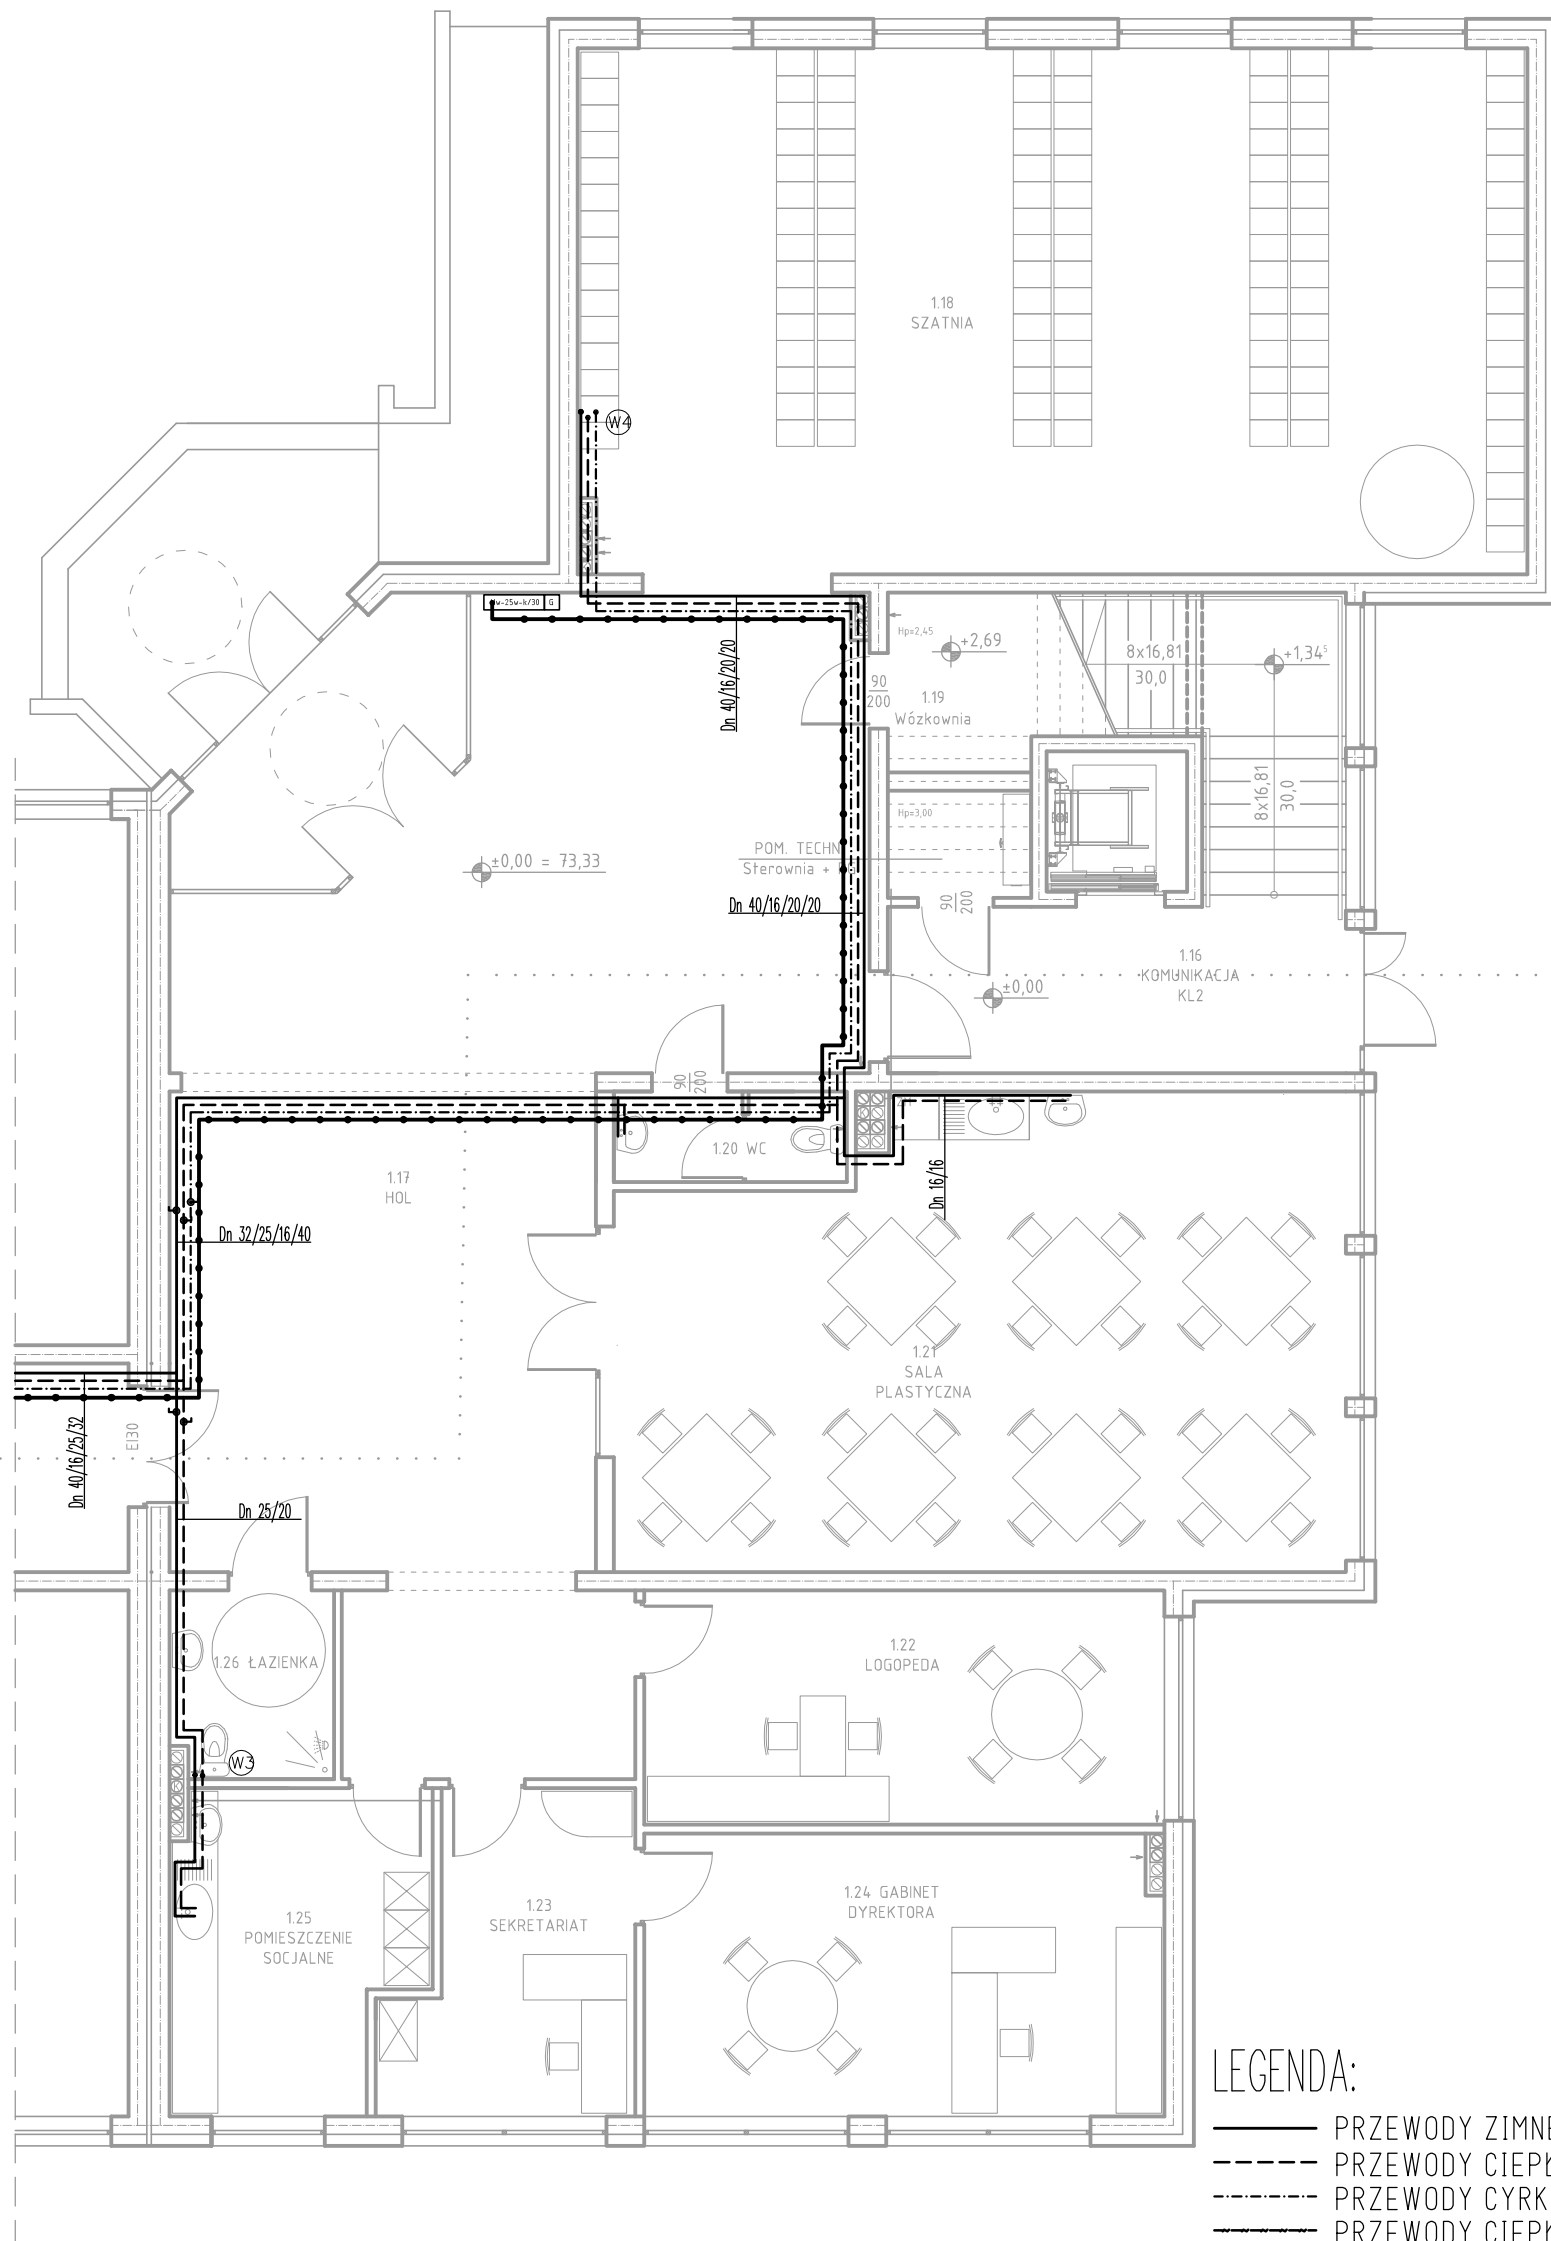 1.18
SZATNIA
W4
G
Hp=2,45
+2,69
8x16,81
30,0
+1,34⁵
Dn 40/16/20/20
90
200
1.19
Wózkownia
8x16,81
30,0
Hp=3,00
±0,00 = 73,33
POM. TECHN
Sterownia +
Dn 40/16/20/20
90
200
1.16
KOMUNIKACJA
KL2
±0,00
90
200
1.20 WC
1.17
HOL
Dn 16/16
Dn 32/25/16/40
1.21
SALA
PLASTYCZNA
Dn 40/16/25/32
EI30
Dn 25/20
1.26 ŁAZIENKA
1.22
LOGOPEDA
W3
1.25
POMIESZCZENIE
SOCJALNE
1.23
SEKRETARIAT
1.24 GABINET
DYREKTORA
LEGENDA:
PRZEWODY ZIMNE
PRZEWODY CIEPŁ
PRZEWODY CYRK
PRZEWODY CIEPŁ